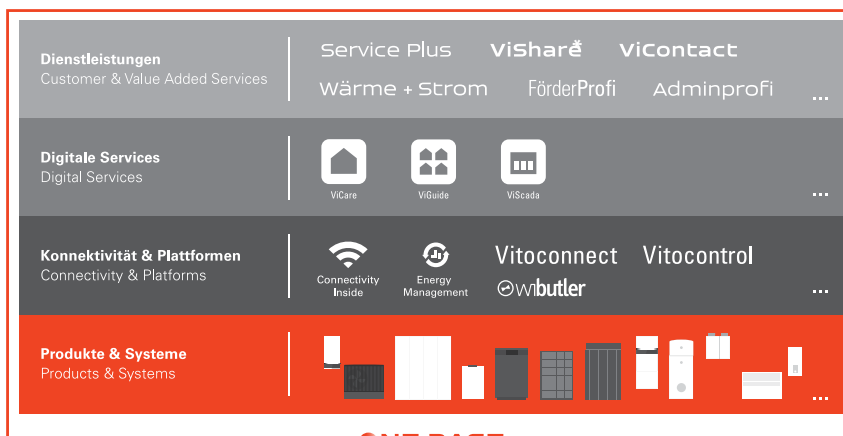 Dienstleistungen
Customer & Value Added Services
Service Plus ViShare ViContact
Wärme + Strom FörderProfi Adminprofi ...
Digitale Services
Digital Services
ViCare ViGuide ViScada ...
Konnektivität & Plattformen
Connectivity & Platforms
Connectivity
Inside
Energy
Management
Vitoconnect Vitocontrol
wibutler ...
Produkte & Systeme
Products & Systems ...